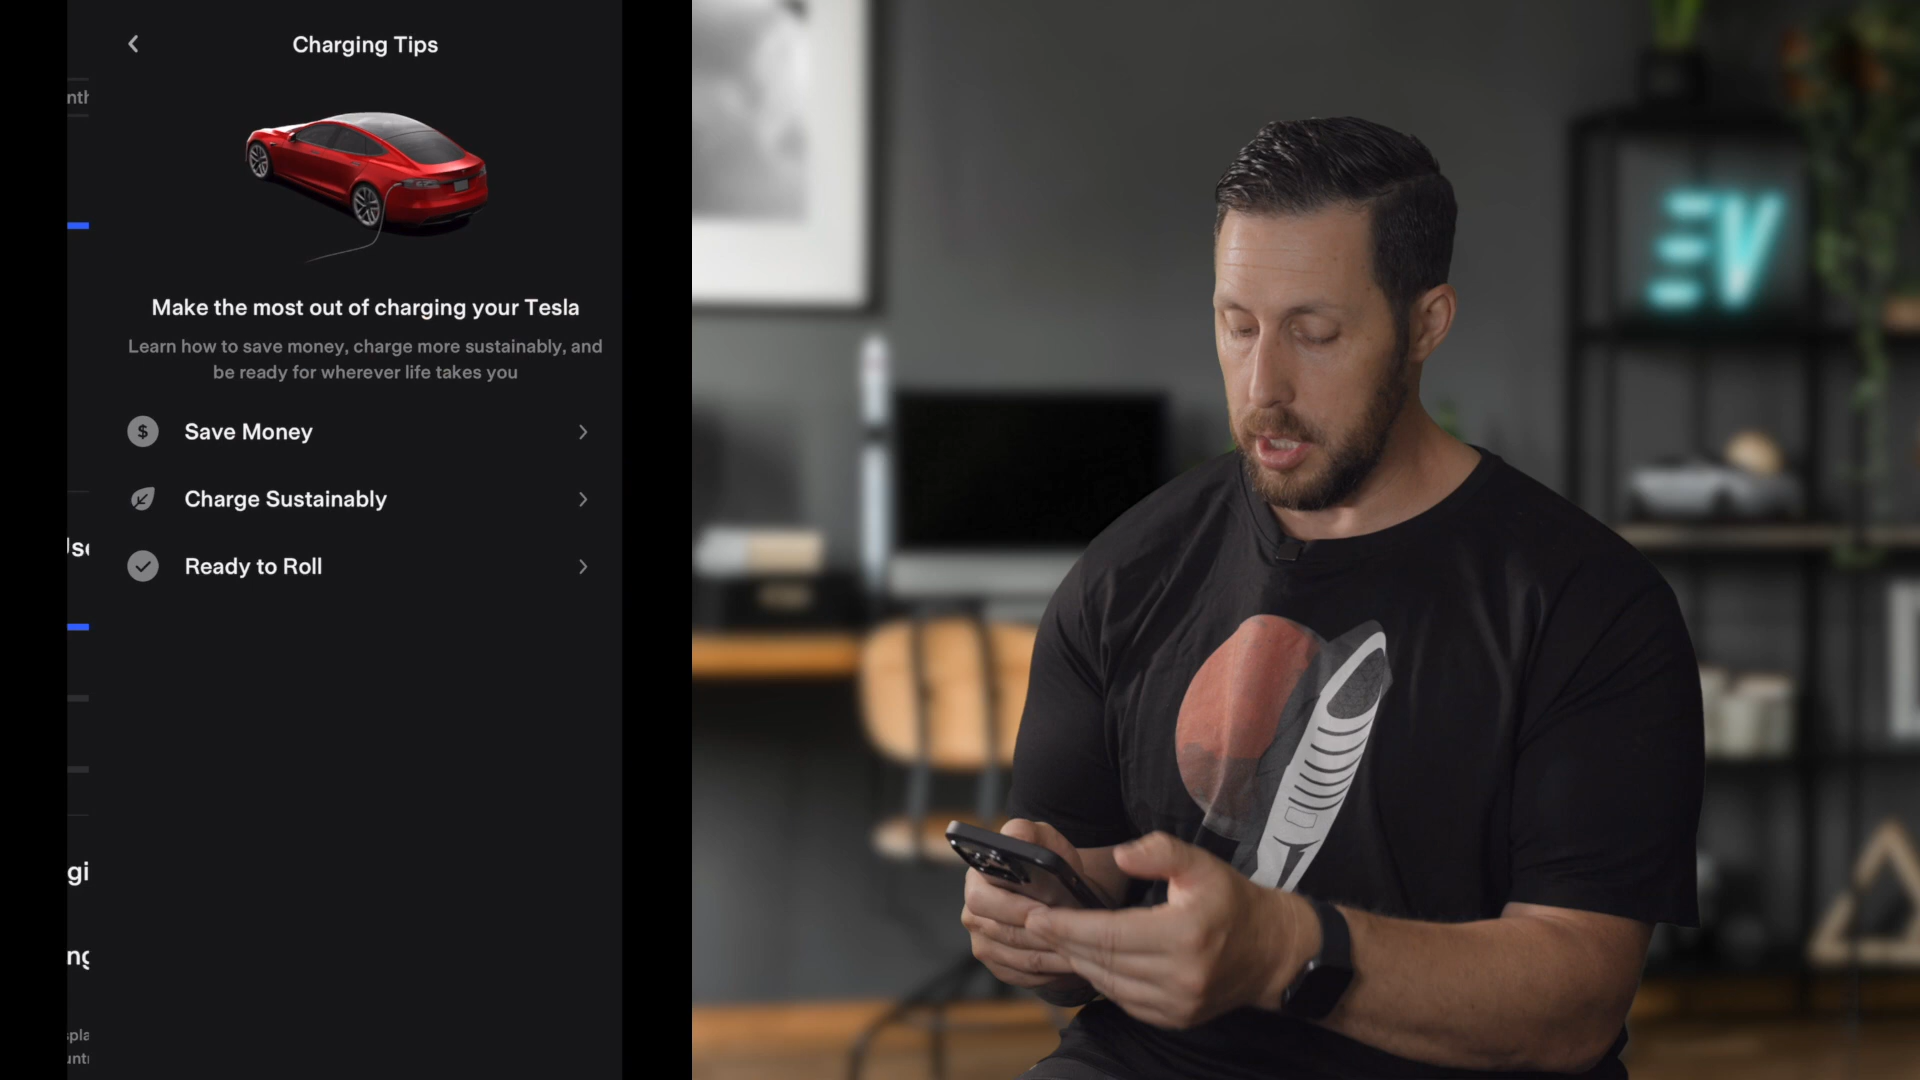 Charging Tips
Make the most out of charging your Tesla
Learn how to save money, charge more sustainably, and
be ready for wherever life takes you
$ Save Money
Charge Sustainably
Ready to Roll
EV